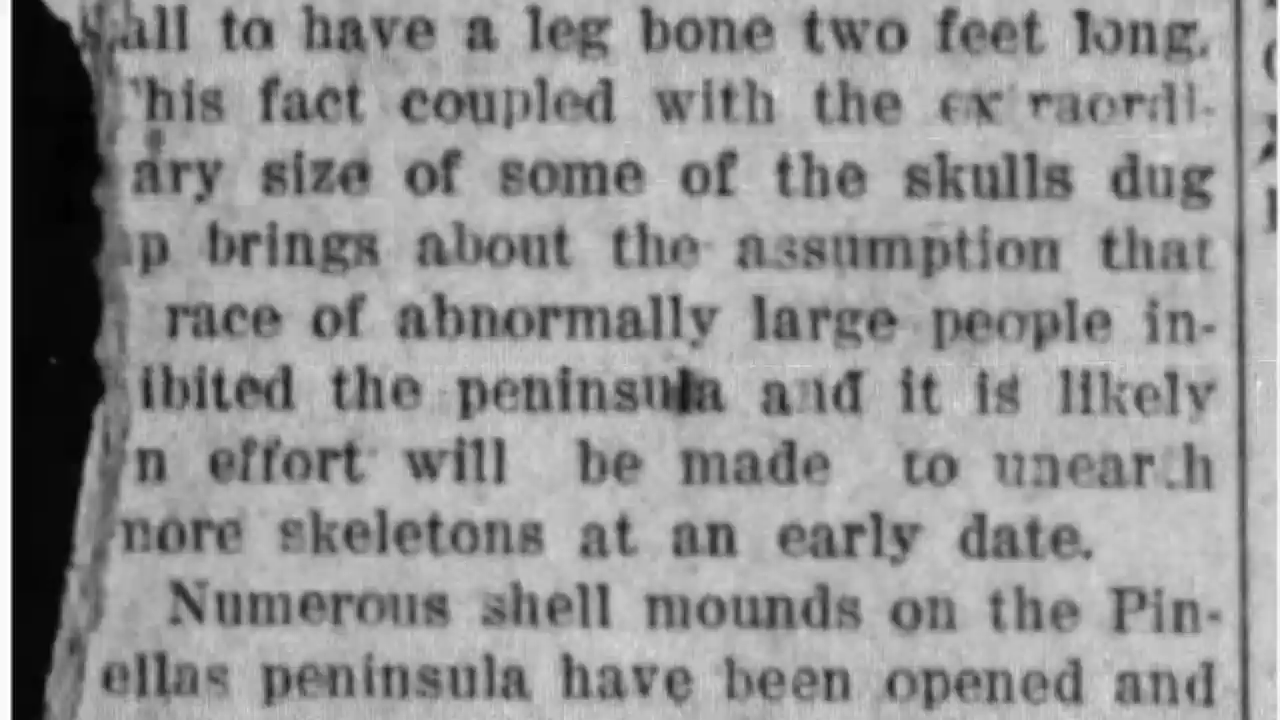 all to have a leg bone two feet long.
his fact coupled with the ex raordi-
ary size of some of the skulls dug
p brings about the assumption that
race of abnormally large people in-
ibited the peninsula and it is likely
n effort will be made to unear h
nore skeletons at an early date.
Numerous shell mounds on the Pin-
ellas peninsula have been opened and